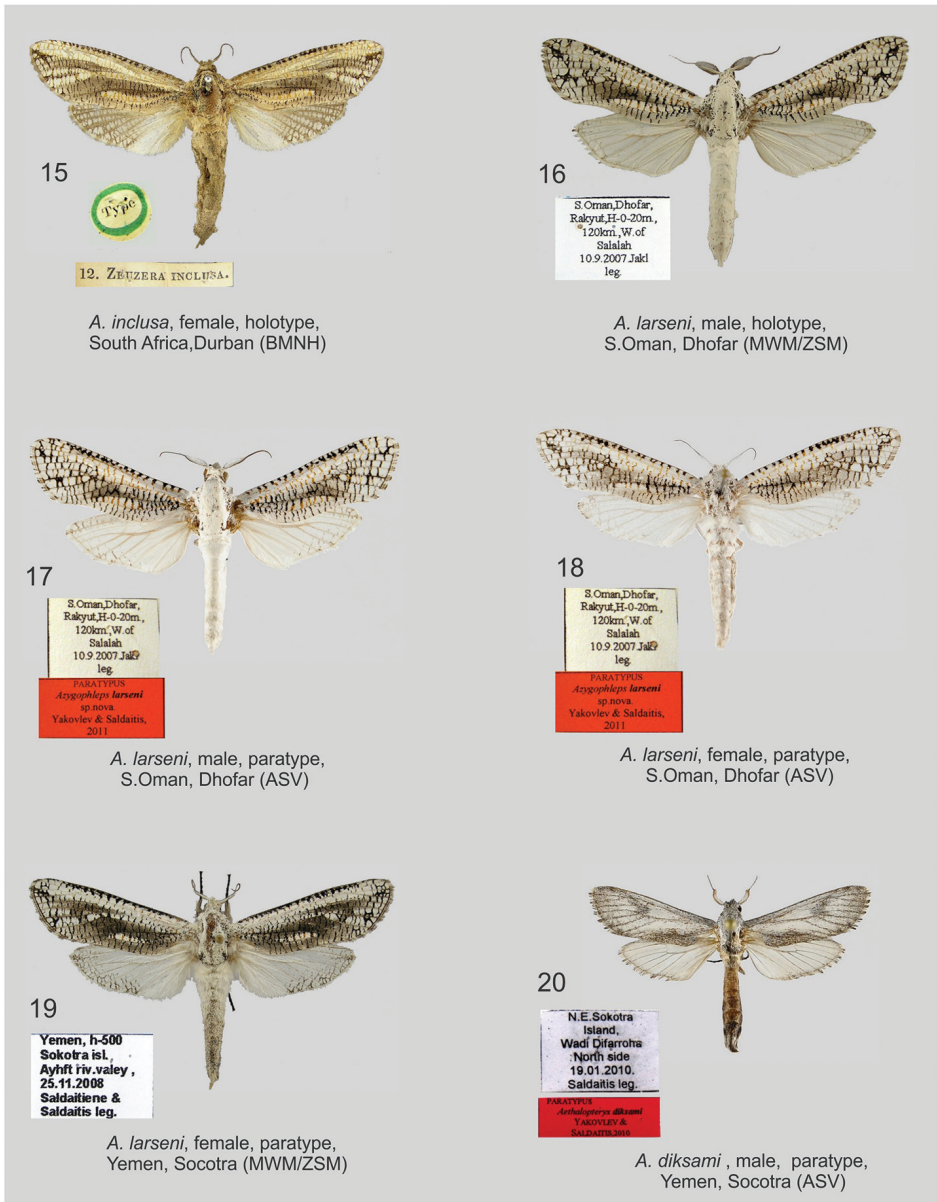 15
Type
12. ZEUZERA INCLUSA.
A. inclusa, female, holotype,
South Africa,Durban (BMNH)
16
S.Oman,Dhofar,
Rakyut,H-0-20m.,
120km.,W.of
Salalah
10.9.2007.Jakl
leg.
A. larseni, male, holotype,
S.Oman, Dhofar (MWM/ZSM)
17
S.Oman,Dhofar,
Rakyut,H-0-20m.,
120km.,W.of
Salalah
10.9.2007.Jakl
leg.
PARATYPUS
Azygophleps larseni
sp.nova.
Yakovlev & Saldaitis,
2011
A. larseni, male, paratype,
S.Oman, Dhofar (ASV)
18
S.Oman,Dhofar,
Rakyut,H-0-20m.,
120km.,W.of
Salalah
10.9.2007.Jakl
leg.
PARATYPUS
Azygophleps larseni
sp.nova.
Yakovlev & Saldaitis,
2011
A. larseni, female, paratype,
S.Oman, Dhofar (ASV)
19
Yemen, h-500
Sokotra isl.,
Ayhft riv.valey ,
25.11.2008
Saldaitiene &
Saldaitis leg.
A. larseni, female, paratype,
Yemen, Socotra (MWM/ZSM)
20
N.E.Sokotra
Island,
Wadi Difarroha
North side
19.01.2010.
Saldaitis leg.
PARATYPUS
Aethalopteryx diksami
YAKOVLEV &
SALDAITIS,2010
A. diksami , male, paratype,
Yemen, Socotra (ASV)